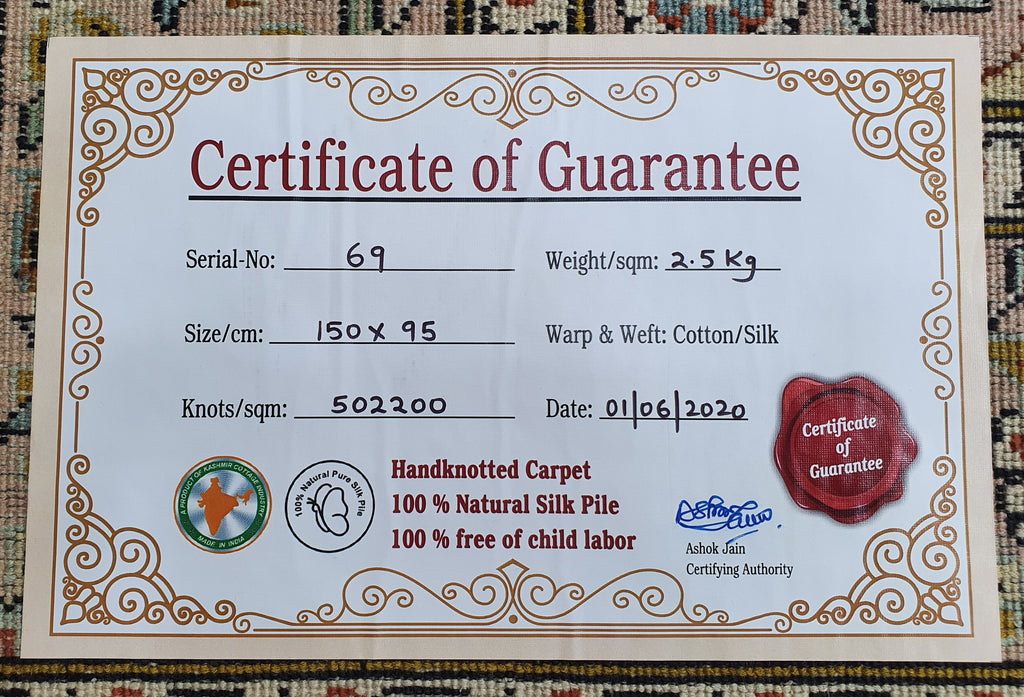 Certificate of Guarantee
Serial-No: 69
Weight/sqm: 2.5 Kg
Size/cm: 150 x 95
Warp & Weft: Cotton/Silk
Knots/sqm: 502200
Date: 01/06/2020
Certificate
of
Guarantee
A PRODUCT OF KASHMIR COTTAGE INDUSTRY
MADE IN INDIA
100% Natural Pure Silk Pile
Handknotted Carpet
100 % Natural Silk Pile
100 % free of child labor
Ashok Jain
Certifying Authority